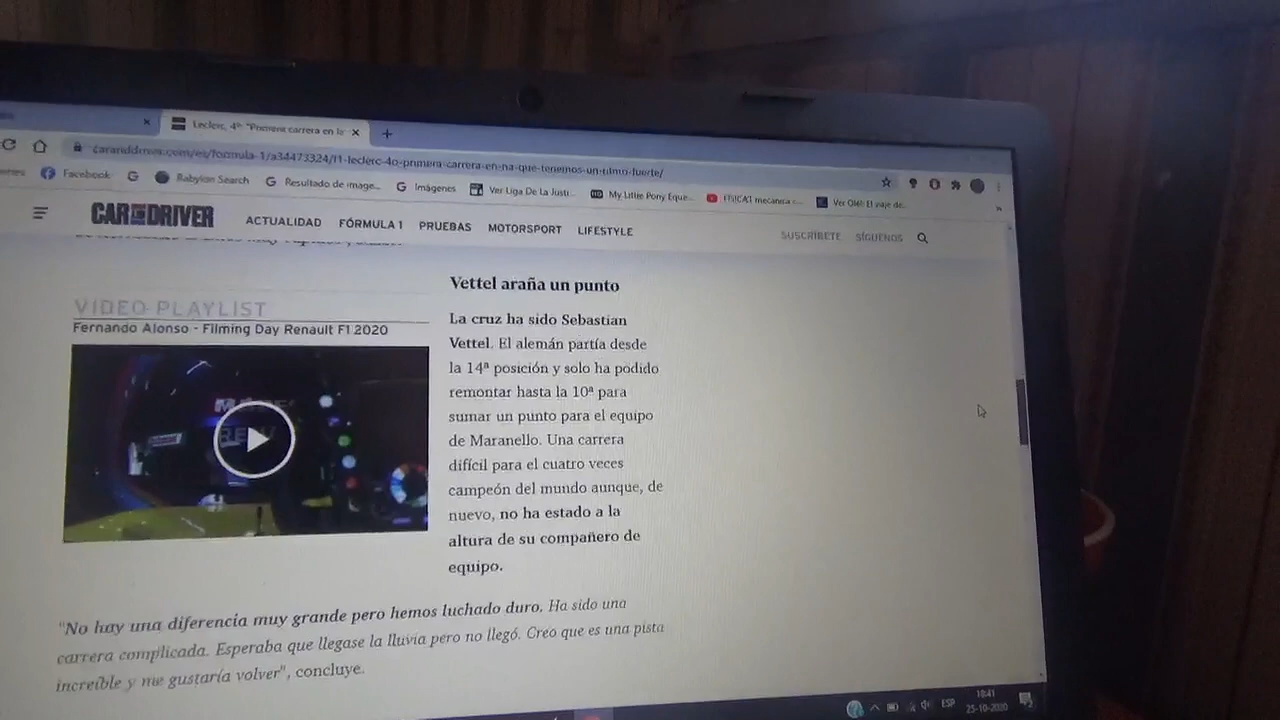 Leclerc, 4º: "Primera carrera en la
caranddriver.com/es/formula-1/a34473324/f1-leclerc-4o-primera-carrera-en-na-que-tenemos-un-ritmo-fuerte/
Facebook
Babylon Search
Resultado de image...
Imágenes
Ver Liga De La Justi...
My Little Pony Eque...
FISICA1 mecanica c...
Ver Olé! El viaje de...
CAR AND DRIVER
ACTUALIDAD FÓRMULA 1 PRUEBAS MOTORSPORT LIFESTYLE
SUSCRÍBETE SÍGUENOS
VIDEO PLAYLIST
Fernando Alonso - Filming Day Renault F1 2020
Vettel araña un punto
La cruz ha sido Sebastian
Vettel. El alemán partía desde
la 14ª posición y solo ha podido
remontar hasta la 10ª para
sumar un punto para el equipo
de Maranello. Una carrera
difícil para el cuatro veces
campeón del mundo aunque, de
nuevo, no ha estado a la
altura de su compañero de
equipo.
"No hay una diferencia muy grande pero hemos luchado duro. Ha sido una
carrera complicada. Esperaba que llegase la lluvia pero no llegó. Creo que es una pista
increíble y me gustaría volver", concluye.
ESP
18:41
25-10-2020